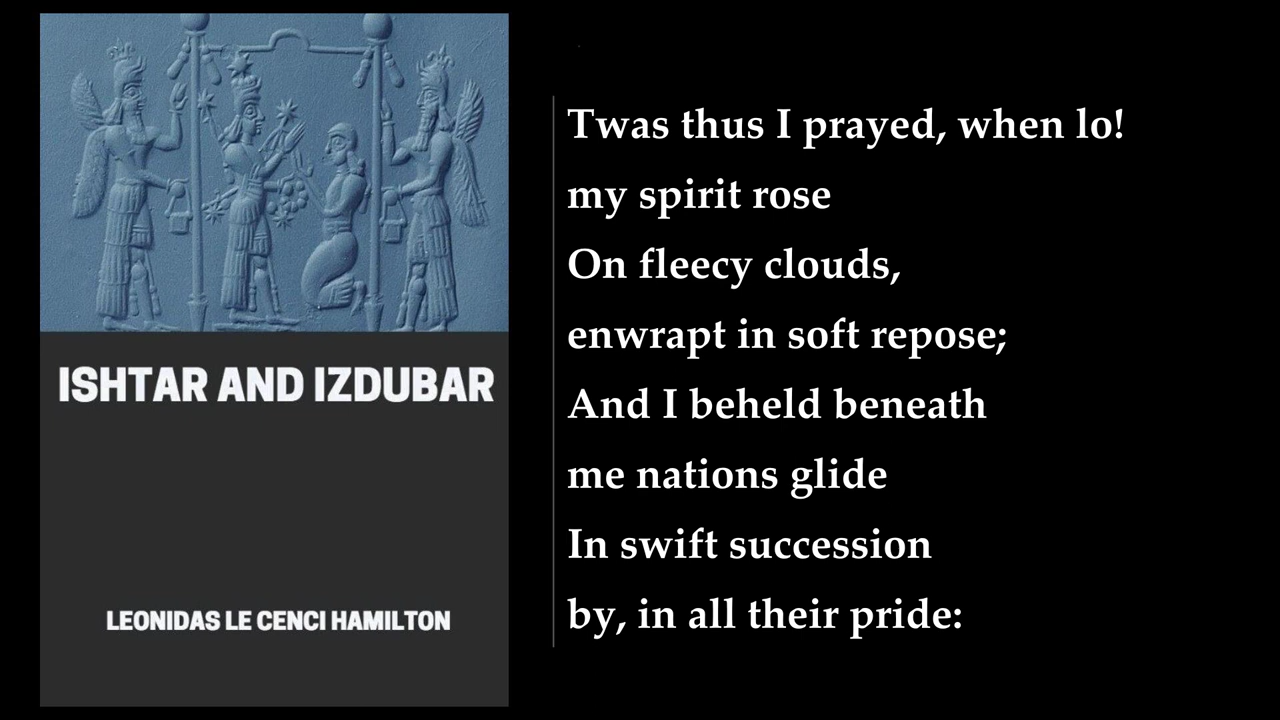 ISHTAR AND IZDUBAR
LEONIDAS LE CENCI HAMILTON
Twas thus I prayed, when lo!
my spirit rose
On fleecy clouds,
enwrapt in soft repose;
And I beheld beneath
me nations glide
In swift succession
by, in all their pride: